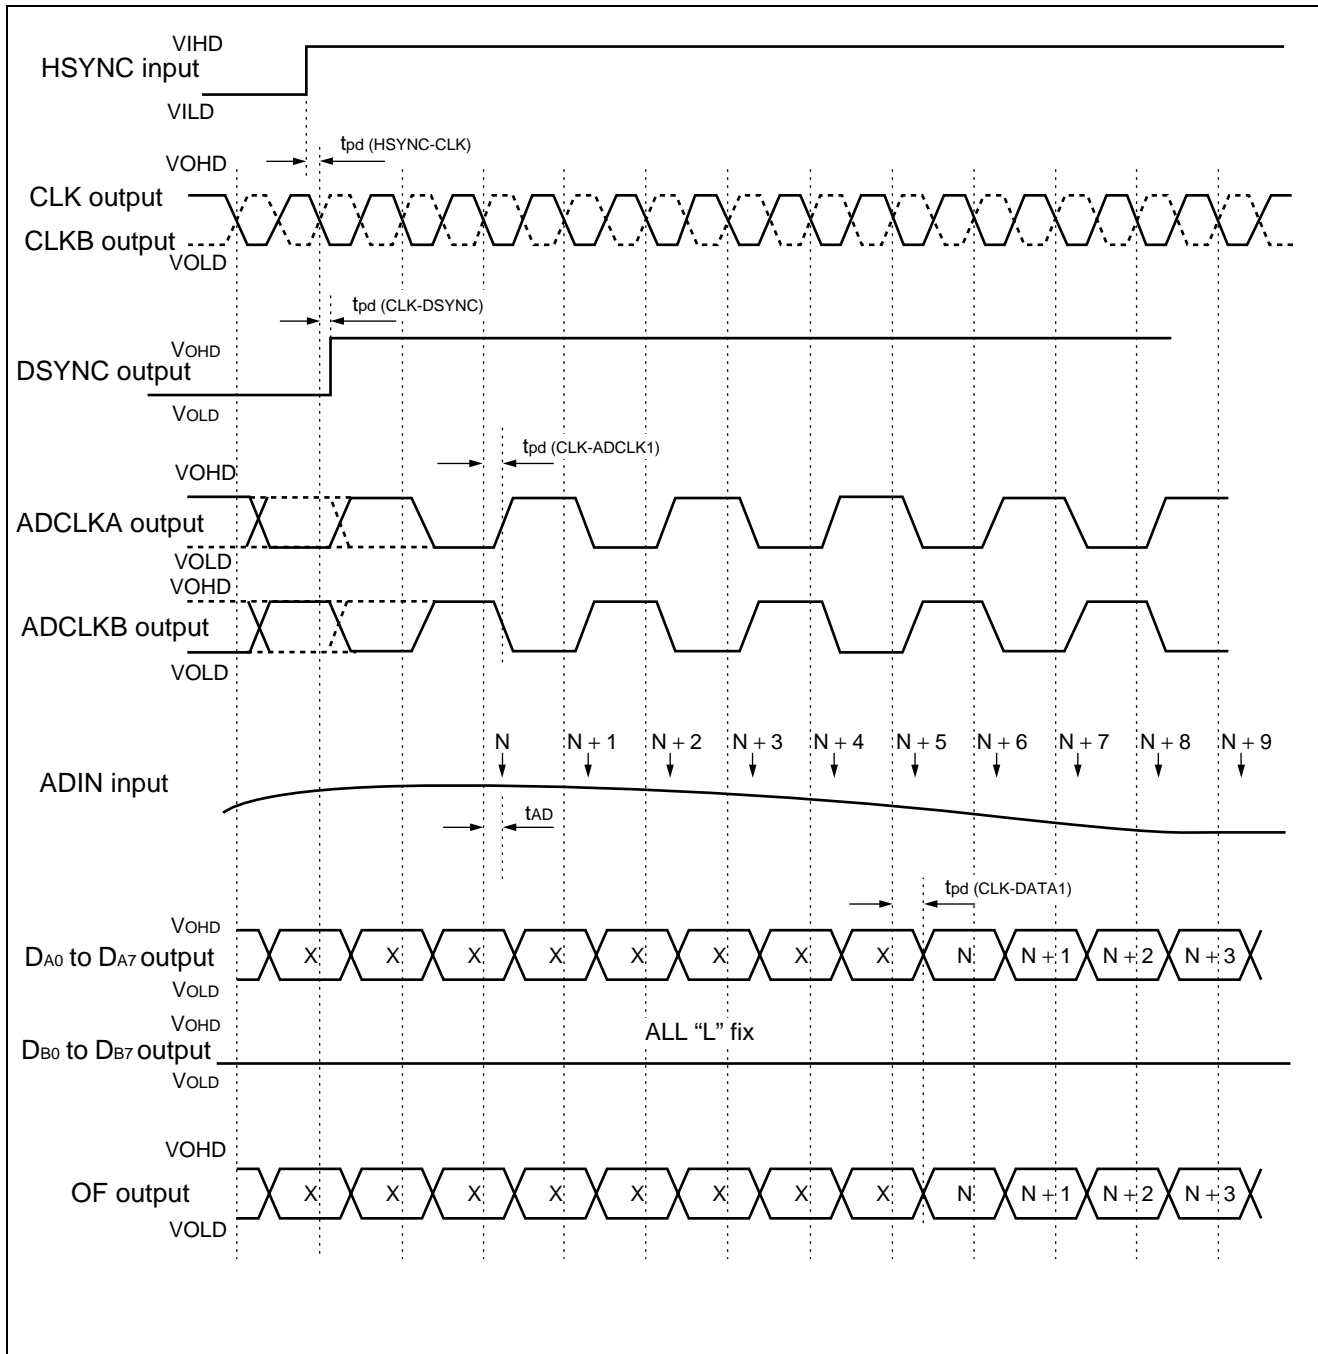 VIHD
HSYNC input
VILD
tpd (HSYNC-CLK)
VOHD
CLK output
CLKB output
VOLD
tpd (CLK-DSYNC)
VOHD
DSYNC output
VOLD
tpd (CLK-ADCLK1)
VOHD
ADCLKA output
VOLD
VOHD
ADCLKB output
VOLD
N N + 1 N + 2 N + 3 N + 4 N + 5 N + 6 N + 7 N + 8 N + 9
ADIN input
tAD
tpd (CLK-DATA1)
VOHD
DA0 to DA7 output X X X X X X X X N N + 1 N + 2 N + 3
VOLD
VOHD
ALL “L” fix
DB0 to DB7 output
VOLD
VOHD
OF output X X X X X X X X N N + 1 N + 2 N + 3
VOLD